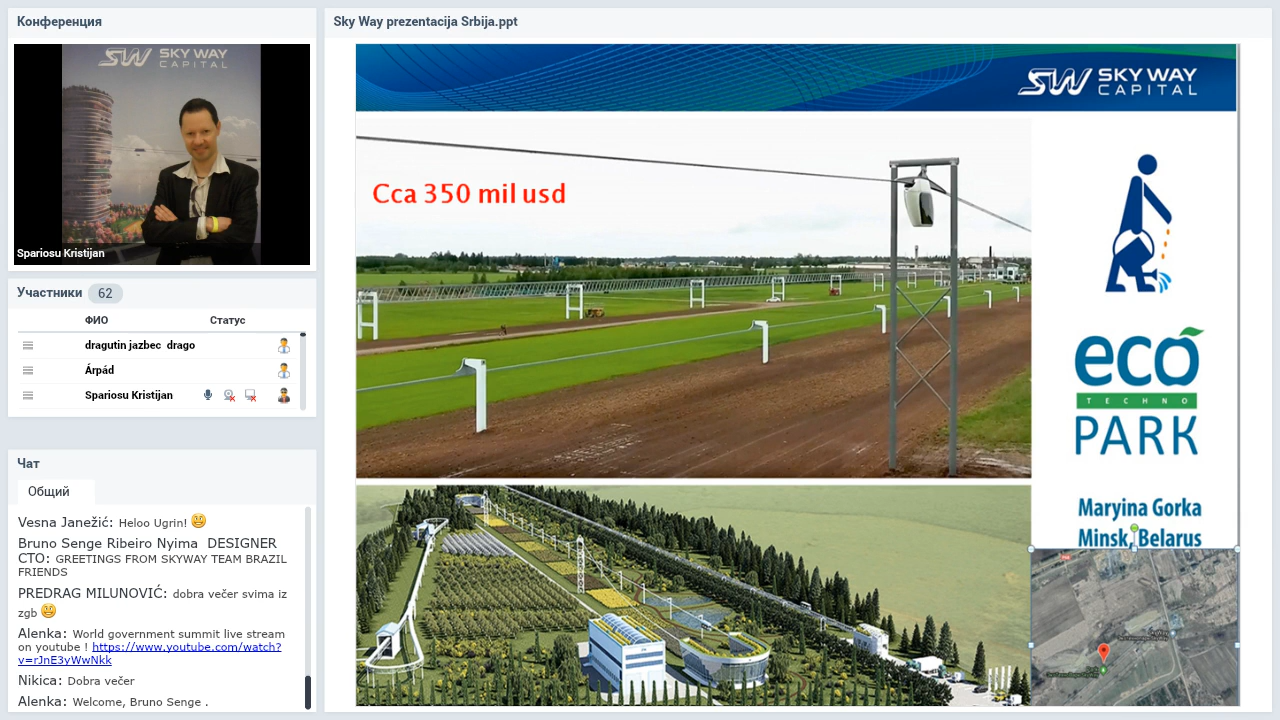 Конференция
SKY WAY
CAPITAL
Spariosu Kristijan
Участники 62
ФИО Статус
dragutin jazbec drago
Árpád
Spariosu Kristijan
Чат
Общий
Vesna Janežić: Heloo Ugrin!
Bruno Senge Ribeiro Nyima DESIGNER
CTO: GREETINGS FROM SKYWAY TEAM BRAZIL
FRIENDS
PREDRAG MILUNOVIĆ: dobra večer svima iz
zgb
Alenka: World government summit live stream
on youtube ! https://www.youtube.com/watch?
v=rJnE3yWwNkk
Nikica: Dobra večer
Alenka: Welcome, Bruno Senge .
Sky Way prezentacija Srbija.ppt
SW SKY WAY
CAPITAL
Cca 350 mil usd
eco
TECHNO
PARK
Maryina Gorka
Minsk, Belarus